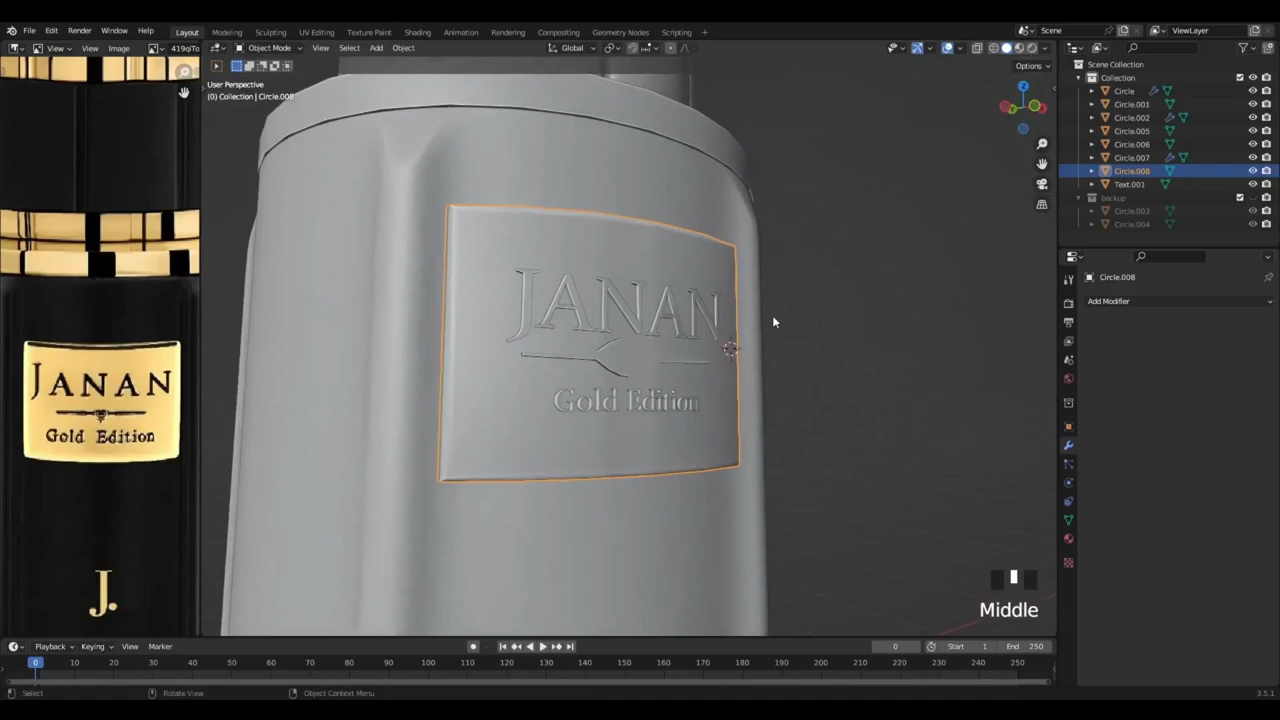 File Edit Render Window Help Layout Modeling Sculpting UV Editing Texture Paint Shading Animation Rendering Compositing Geometry Nodes Scripting + Scene ViewLayer
View View Image 419qiTo Object Mode View Select Add Object Global
Options
User Perspective
(0) Collection | Circle.008
Scene Collection
Collection
Circle
Circle.001
Circle.002
Circle.005
Circle.006
Circle.007
Circle.008
Text.001
backup
Circle.003
Circle.004
Circle.008
Add Modifier
JANAN
Gold Edition
JANAN
Gold Edition
J.
Middle
Playback Keying View Marker 0 Start 1 End 250
0 10 20 30 40 50 60 70 80 90 100 110 120 130 140 150 160 170 180 190 200 210 220 230 240 250
Select Rotate View Object Context Menu 3.5.1